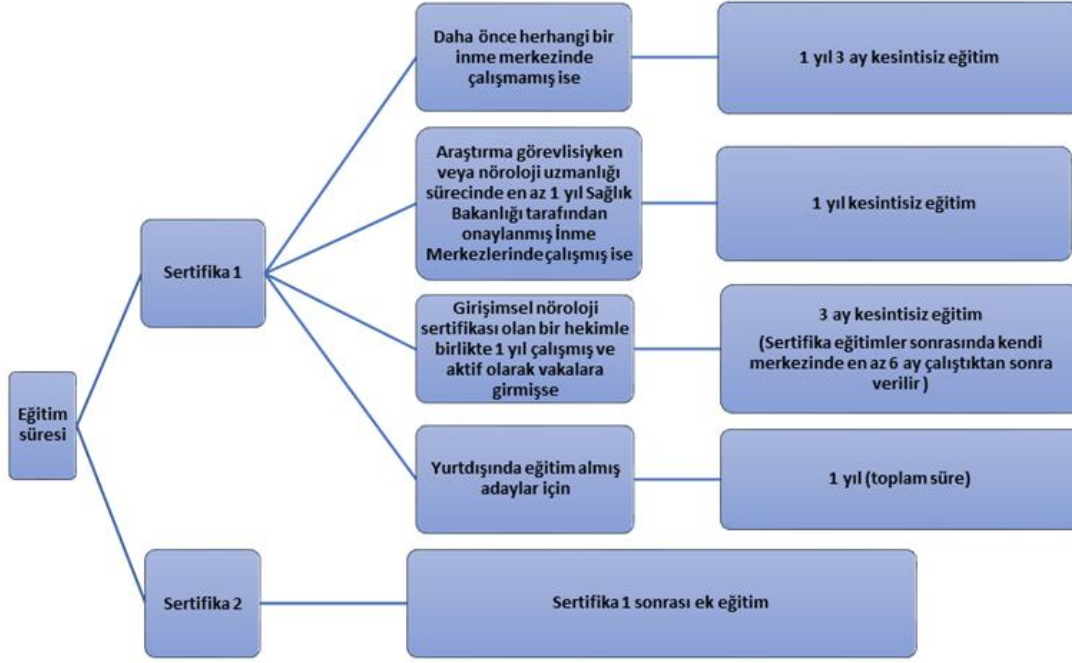 Eğitim
süresi
Sertifika 1
Daha önce herhangi bir
inme merkezinde
çalışmamış ise
1 yıl 3 ay kesintisiz eğitim
Araştırma görevlisiyken
veya nöroloji uzmanlığı
sürecinde en az 1 yıl Sağlık
Bakanlığı tarafından
onaylanmış İnme
Merkezlerinde çalışmış ise
1 yıl kesintisiz eğitim
Girişimsel nöroloji
sertifikası olan bir hekimle
birlikte 1 yıl çalışmış ve
aktif olarak vakalara
girmişse
3 ay kesintisiz eğitim
(Sertifika eğitimler sonrasında kendi
merkezinde en az 6 ay çalıştıktan sonra
verilir )
Yurtdışında eğitim almış
adaylar için
1 yıl (toplam süre)
Sertifika 2
Sertifika 1 sonrası ek eğitim